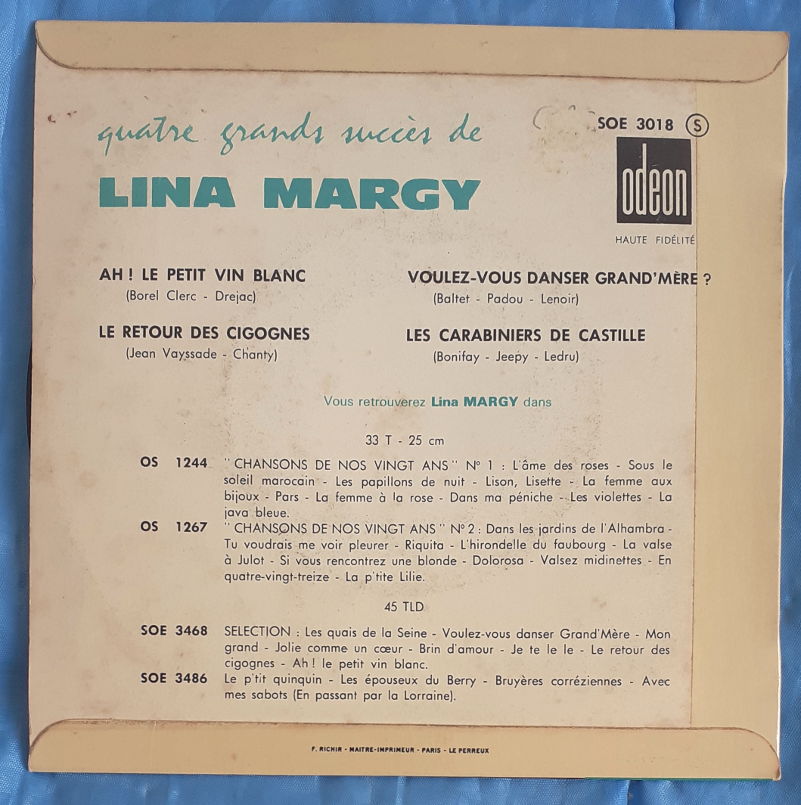 quatre grands succès de
LINA MARGY
SOE 3018 S
odeon
HAUTE FIDÉLITÉ
AH ! LE PETIT VIN BLANC
(Borel Clerc - Drejac)
VOULEZ-VOUS DANSER GRAND'MÈRE ?
(Baltet - Padou - Lenoir)
LE RETOUR DES CIGOGNES
(Jean Vayssade - Chanty)
LES CARABINIERS DE CASTILLE
(Bonifay - Jeepy - Ledru)
Vous retrouverez Lina MARGY dans
33 T - 25 cm
OS 1244 " CHANSONS DE NOS VINGT ANS " N° 1 : L'âme des roses - Sous le
soleil marocain - Les papillons de nuit - Lison, Lisette - La femme aux
bijoux - Pars - La femme à la rose - Dans ma péniche - Les violettes - La
java bleue.
OS 1267 " CHANSONS DE NOS VINGT ANS " N° 2 : Dans les jardins de l'Alhambra -
Tu voudrais me voir pleurer - Riquita - L'hirondelle du faubourg - La valse
à Julot - Si vous rencontrez une blonde - Dolorosa - Valsez midinettes - En
quatre-vingt-treize - La p'tite Lilie.
45 TLD
SOE 3468 SELECTION : Les quais de la Seine - Voulez-vous danser Grand'Mère - Mon
grand - Jolie comme un cœur - Brin d'amour - Je te le le - Le retour des
cigognes - Ah ! le petit vin blanc.
SOE 3486 Le p'tit quinquin - Les épouseux du Berry - Bruyères corréziennes - Avec
mes sabots (En passant par la Lorraine).
F. RICHIR - MAITRE-IMPRIMEUR - PARIS - LE PERREUX